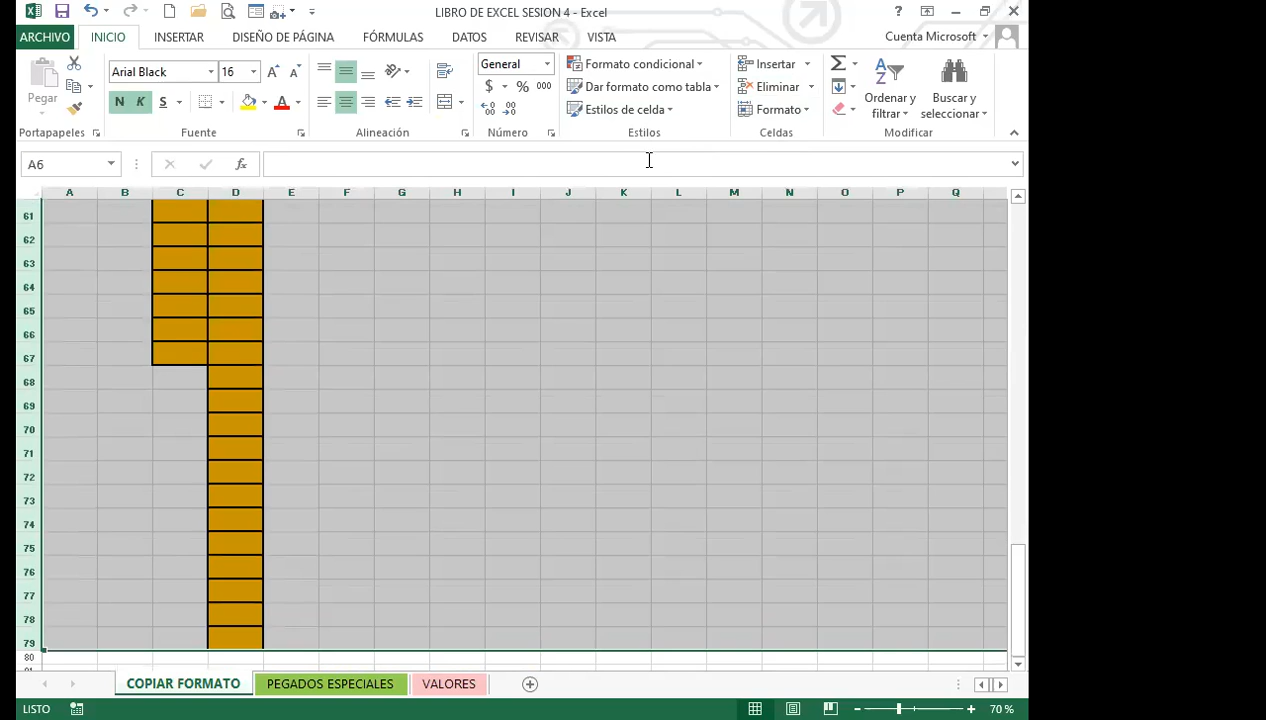 LIBRO DE EXCEL SESION 4 - Excel
ARCHIVO INICIO INSERTAR DISEÑO DE PÁGINA FÓRMULAS DATOS REVISAR VISTA Cuenta Microsoft
Pegar Arial Black 16 General Formato condicional Insertar
N K S $ % 000 Dar formato como tabla Eliminar Ordenar y filtrar Buscar y seleccionar
Estilos de celda Formato
Portapapeles Fuente Alineación Número Estilos Celdas Modificar
A6 fx
A B C D E F G H I J K L M N O P Q
61
62
63
64
65
66
67
68
69
70
71
72
73
74
75
76
77
78
79
80
COPIAR FORMATO PEGADOS ESPECIALES VALORES
LISTO 70 %